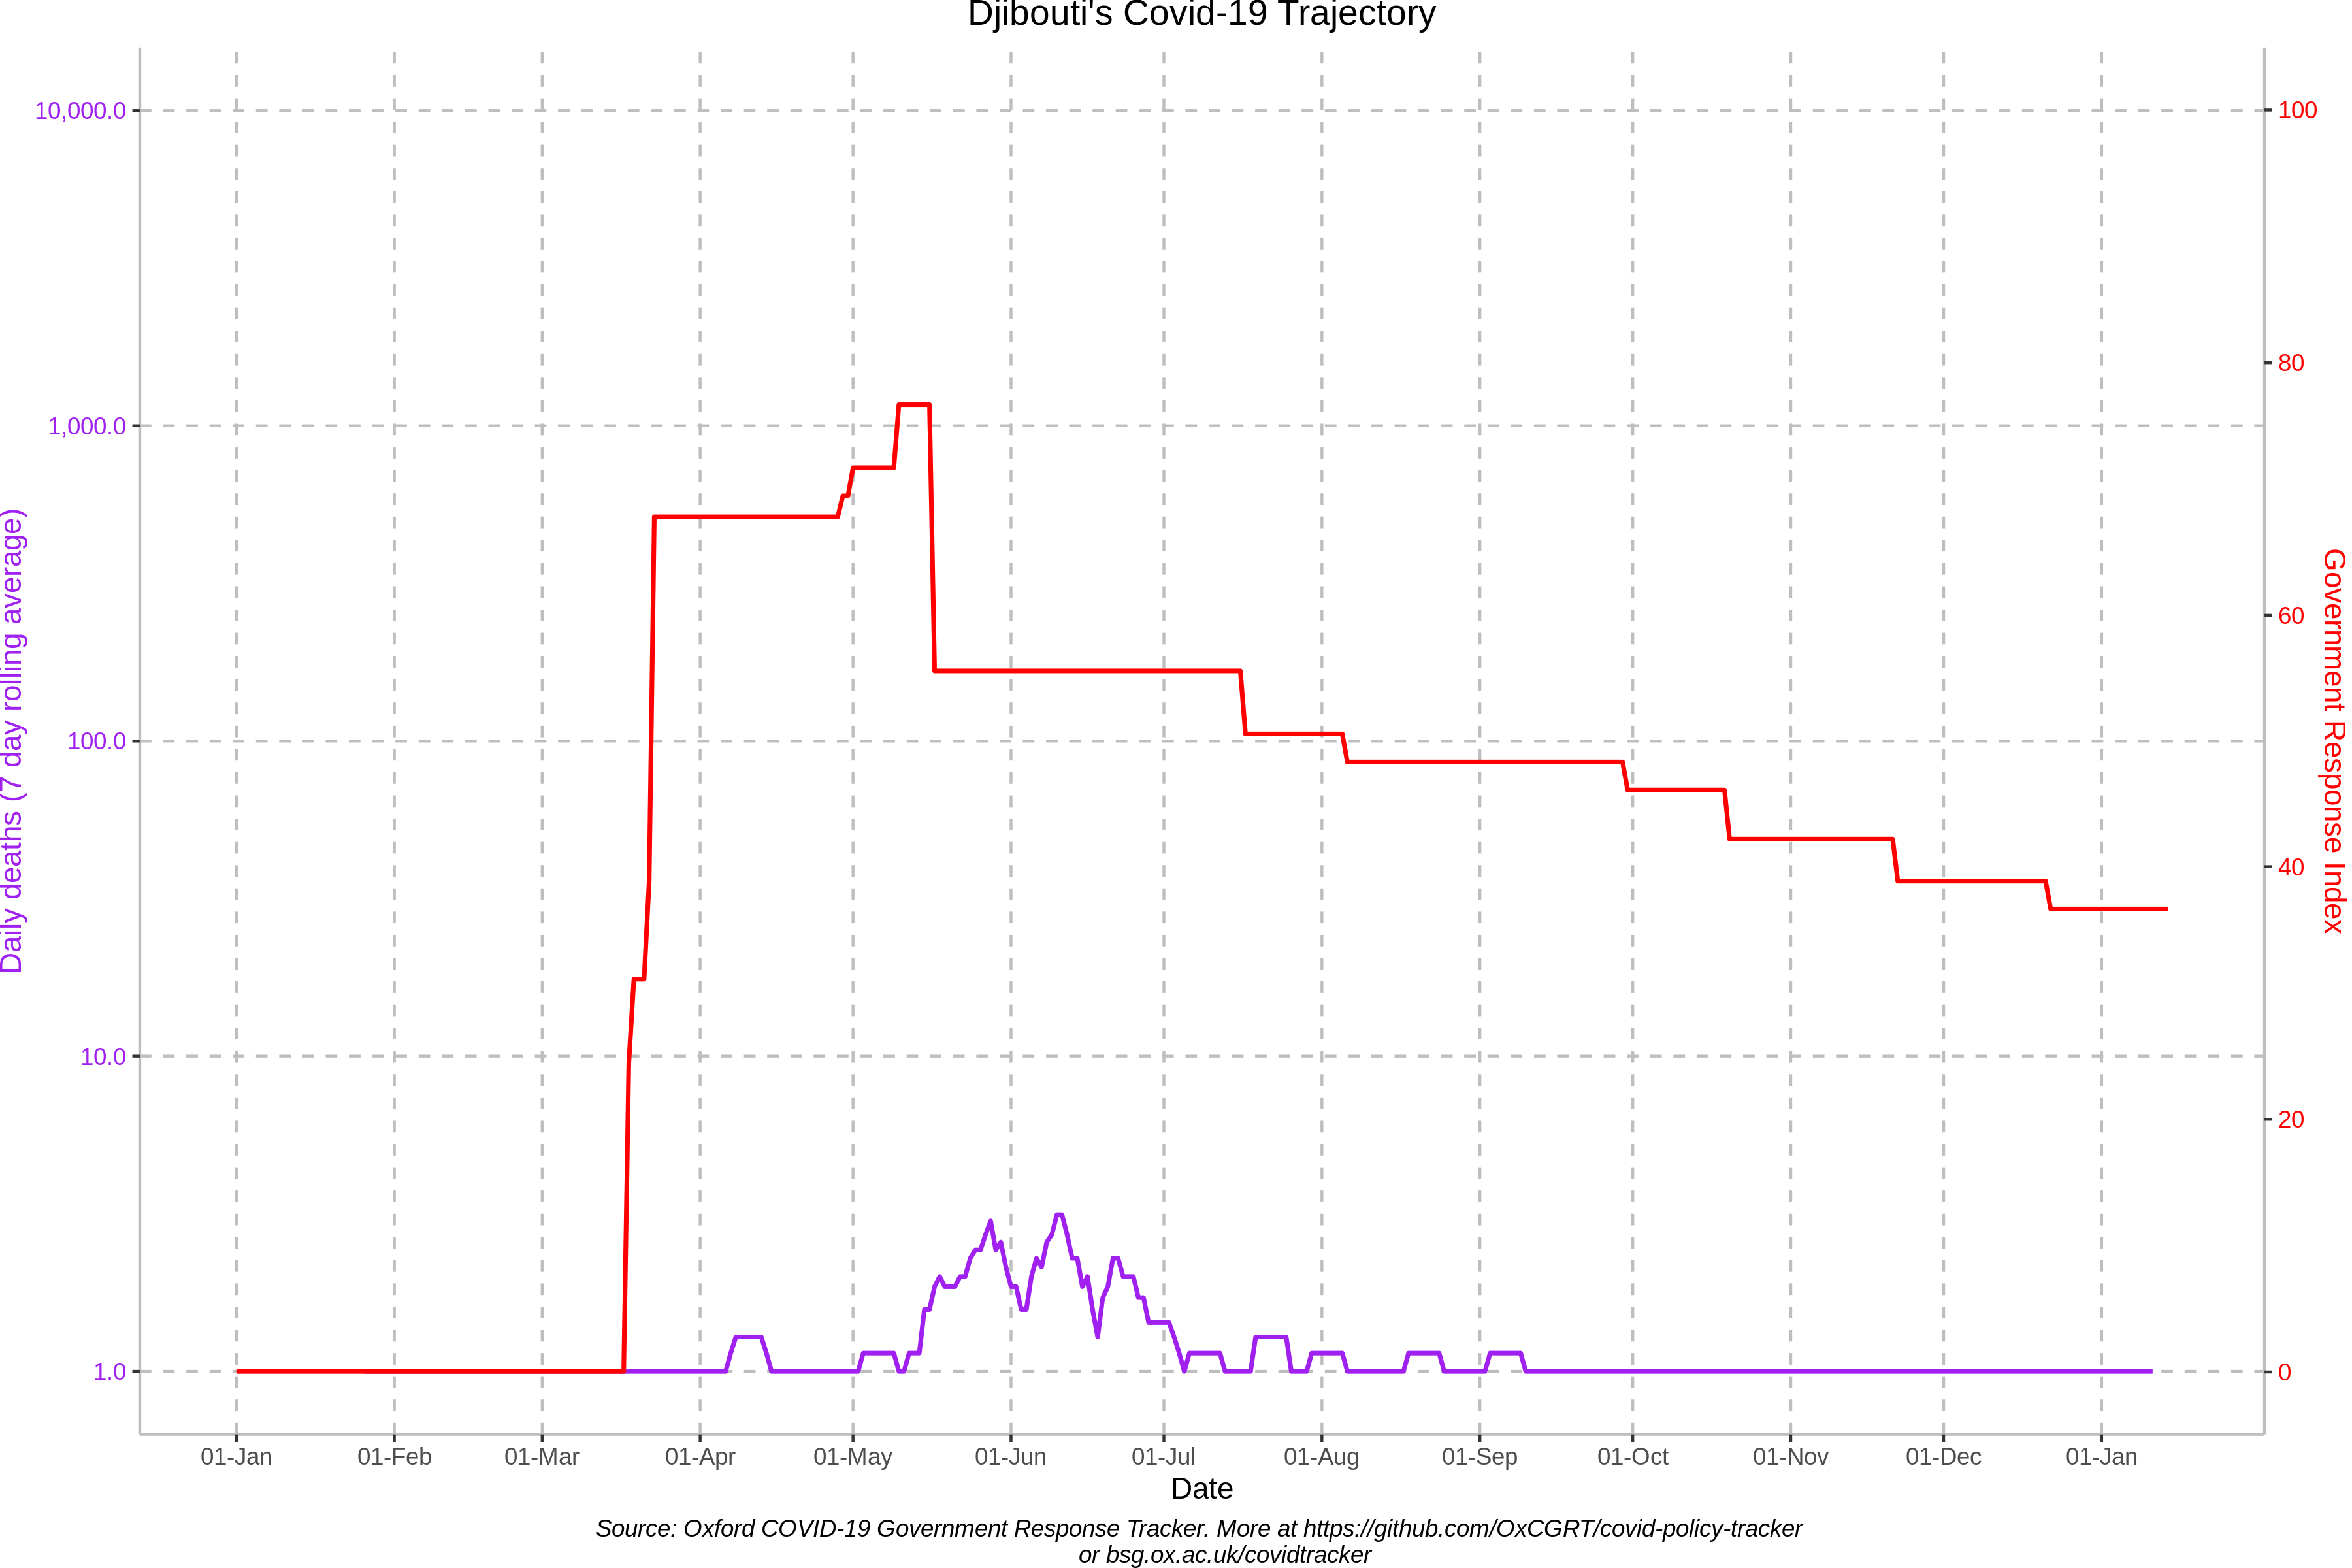 Djibouti's Covid-19 Trajectory
10,000.0
1,000.0
100.0
10.0
1.0
Daily deaths (7 day rolling average)
100
80
60
40
20
0
Government Response Index
01-Jan 01-Feb 01-Mar 01-Apr 01-May 01-Jun 01-Jul 01-Aug 01-Sep 01-Oct 01-Nov 01-Dec 01-Jan
Date
Source: Oxford COVID-19 Government Response Tracker. More at https://github.com/OxCGRT/covid-policy-tracker
or bsg.ox.ac.uk/covidtracker